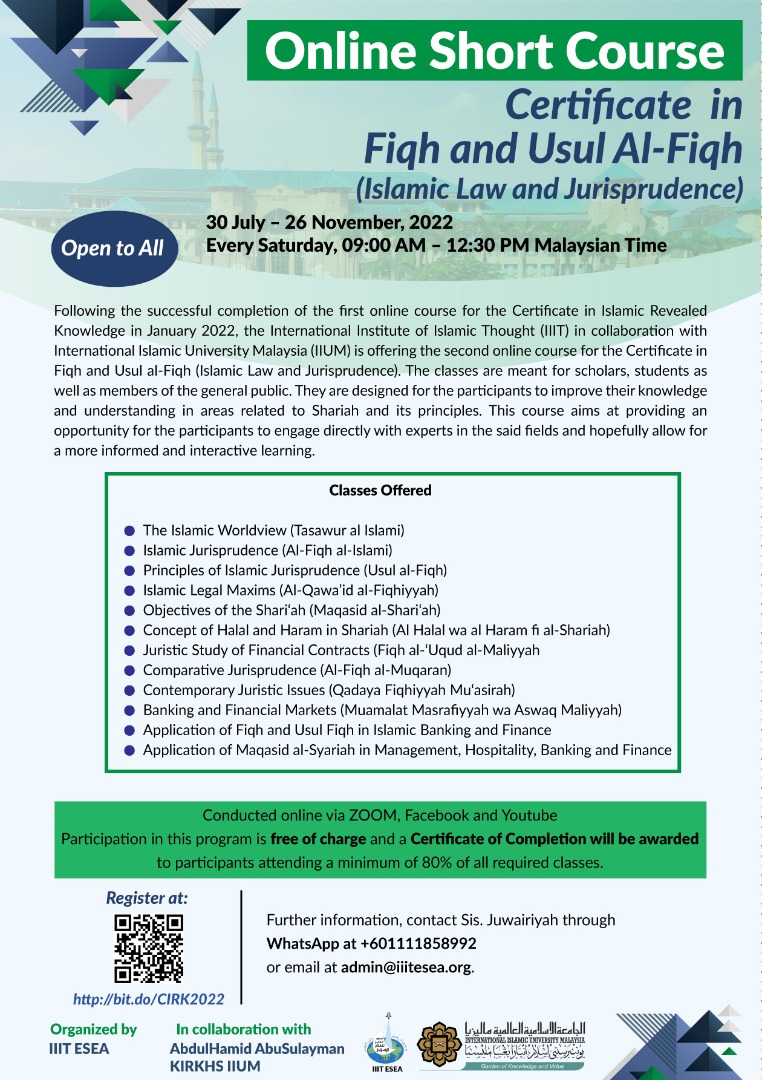 Online Short Course
Certificate in
Fiqh and Usul Al-Fiqh
(Islamic Law and Jurisprudence)
Open to All
30 July – 26 November, 2022
Every Saturday, 09:00 AM – 12:30 PM Malaysian Time
Following the successful completion of the first online course for the Certificate in Islamic Revealed
Knowledge in January 2022, the International Institute of Islamic Thought (IIIT) in collaboration with
International Islamic University Malaysia (IIUM) is offering the second online course for the Certificate in
Fiqh and Usul al-Fiqh (Islamic Law and Jurisprudence). The classes are meant for scholars, students as
well as members of the general public. They are designed for the participants to improve their knowledge
and understanding in areas related to Shariah and its principles. This course aims at providing an
opportunity for the participants to engage directly with experts in the said fields and hopefully allow for
a more informed and interactive learning.
Classes Offered
The Islamic Worldview (Tasawur al Islami)
Islamic Jurisprudence (Al-Fiqh al-Islami)
Principles of Islamic Jurisprudence (Usul al-Fiqh)
Islamic Legal Maxims (Al-Qawa'id al-Fiqhiyyah)
Objectives of the Shari'ah (Maqasid al-Shari'ah)
Concept of Halal and Haram in Shariah (Al Halal wa al Haram fi al-Shariah)
Juristic Study of Financial Contracts (Fiqh al-'Uqud al-Maliyyah
Comparative Jurisprudence (Al-Fiqh al-Muqaran)
Contemporary Juristic Issues (Qadaya Fiqhiyyah Mu'asirah)
Banking and Financial Markets (Muamalat Masrafiyyah wa Aswaq Maliyyah)
Application of Fiqh and Usul Fiqh in Islamic Banking and Finance
Application of Maqasid al-Syariah in Management, Hospitality, Banking and Finance
Conducted online via ZOOM, Facebook and Youtube
Participation in this program is free of charge and a Certificate of Completion will be awarded
to participants attending a minimum of 80% of all required classes.
Register at:
http://bit.do/CIRK2022
Further information, contact Sis. Juwairiyah through
WhatsApp at +601111858992
or email at admin@iiitesea.org.
Organized by
IIIT ESEA
In collaboration with
AbdulHamid AbuSulayman
KIRKHS IIUM
IIIT ESEA
الجامعة الإسلامية العالمية ماليزيا
INTERNATIONAL ISLAMIC UNIVERSITY MALAYSIA
Garden of Knowledge and Virtue